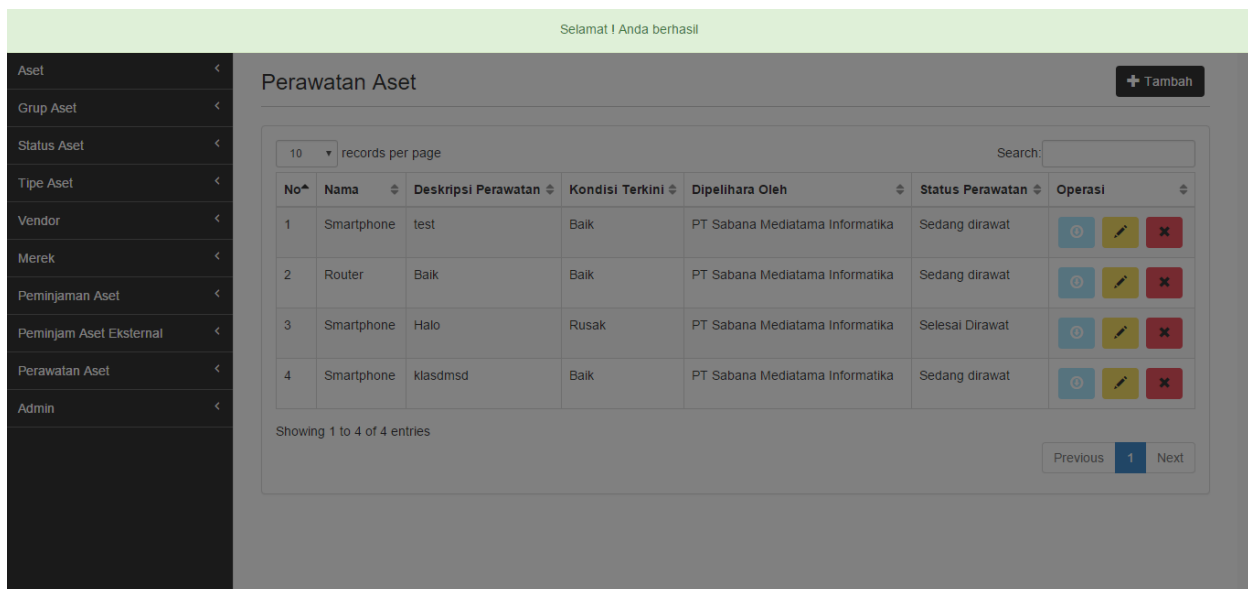 Selamat ! Anda berhasil
Aset
Grup Aset
Status Aset
Tipe Aset
Vendor
Merek
Peminjaman Aset
Peminjam Aset Eksternal
Perawatan Aset
Admin
Perawatan Aset
Tambah
10 records per page
Search:
No Nama Deskripsi Perawatan Kondisi Terkini Dipelihara Oleh Status Perawatan Operasi
1 Smartphone test Baik PT Sabana Mediatama Informatika Sedang dirawat
2 Router Baik Baik PT Sabana Mediatama Informatika Sedang dirawat
3 Smartphone Halo Rusak PT Sabana Mediatama Informatika Selesai Dirawat
4 Smartphone klasdmsd Baik PT Sabana Mediatama Informatika Sedang dirawat
Showing 1 to 4 of 4 entries
Previous 1 Next